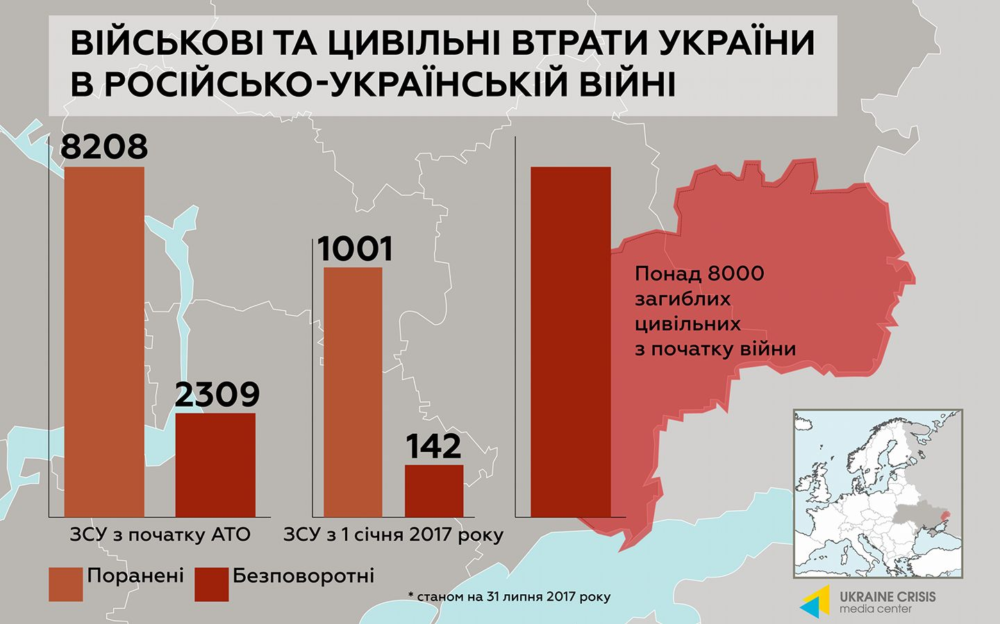 ВІЙСЬКОВІ ТА ЦИВІЛЬНІ ВТРАТИ УКРАЇНИ
В РОСІЙСЬКО-УКРАЇНСЬКІЙ ВІЙНІ
8208
2309
ЗСУ з початку АТО
1001
142
ЗСУ з 1 січня 2017 року
Понад 8000
загиблих
цивільних
з початку війни
Поранені
Безповоротні
* станом на 31 липня 2017 року
UKRAINE CRISIS
media center